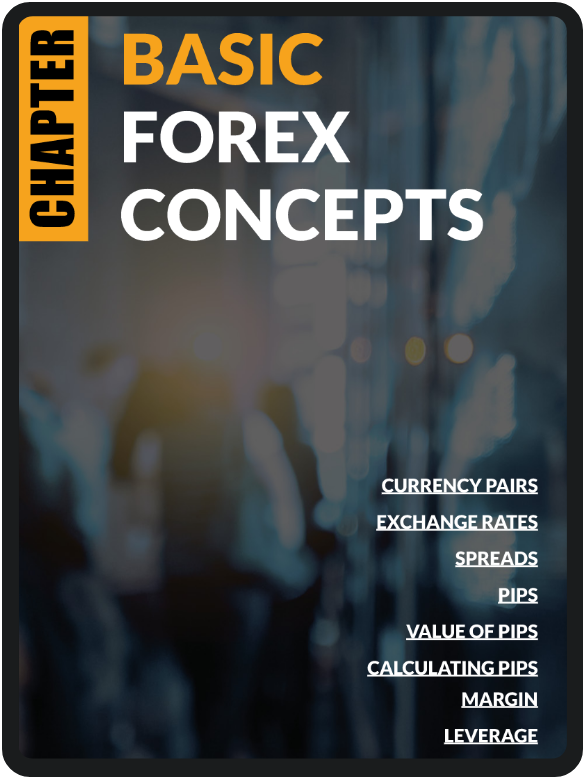 CHAPTER
BASIC
FOREX
CONCEPTS
CURRENCY PAIRS
EXCHANGE RATES
SPREADS
PIPS
VALUE OF PIPS
CALCULATING PIPS
MARGIN
LEVERAGE